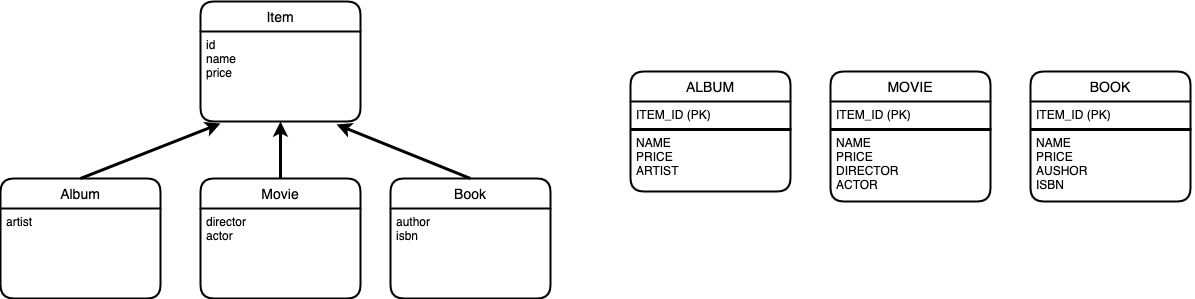 Item
id
name
price
Album
artist
Movie
director
actor
Book
author
isbn
ALBUM
ITEM_ID (PK)
NAME
PRICE
ARTIST
MOVIE
ITEM_ID (PK)
NAME
PRICE
DIRECTOR
ACTOR
BOOK
ITEM_ID (PK)
NAME
PRICE
AUSHOR
ISBN